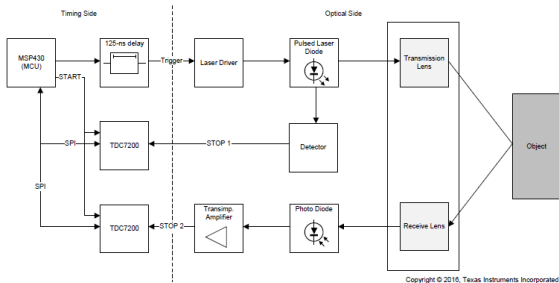 Timing Side
Optical Side
MSP430
(MCU)
START
125-ns delay
Trigger
Laser Driver
Pulsed Laser
Diode
Transmission
Lens
SPI
TDC7200
STOP 1
Detector
Object
SPI
TDC7200
STOP 2
Transimp.
Amplifier
Photo Diode
Receive Lens
Copyright © 2016, Texas Instruments Incorporated